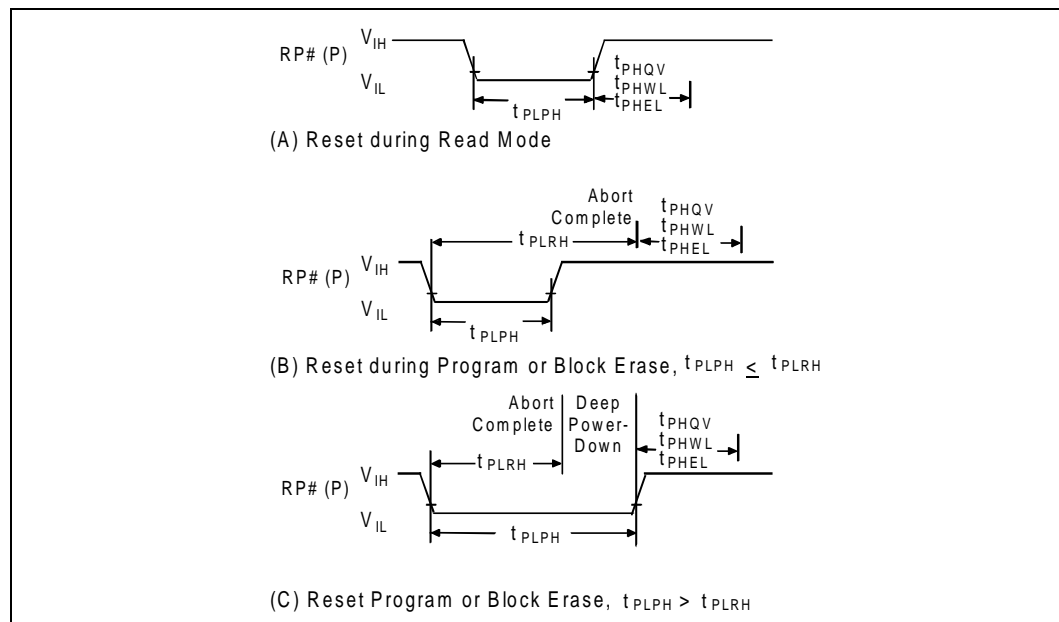 V_IH
RP# (P)
V_IL
t_PLPH
t_PHQV
t_PHWL
t_PHEL
(A) Reset during Read Mode
Abort
Complete
t_PLRH
t_PHQV
t_PHWL
t_PHEL
V_IH
RP# (P)
V_IL
t_PLPH
(B) Reset during Program or Block Erase, t_PLPH ≤ t_PLRH
Abort
Complete
Deep
Power-
Down
t_PLRH
t_PHQV
t_PHWL
t_PHEL
V_IH
RP# (P)
V_IL
t_PLPH
(C) Reset Program or Block Erase, t_PLPH > t_PLRH